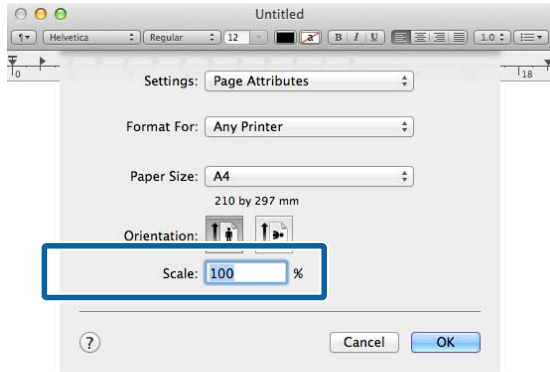 Untitled
¶ Helvetica Regular 12 a B I U 1.0
0 18
Settings: Page Attributes
Format For: Any Printer
Paper Size: A4
210 by 297 mm
Orientation:
Scale: 100 %
? Cancel OK